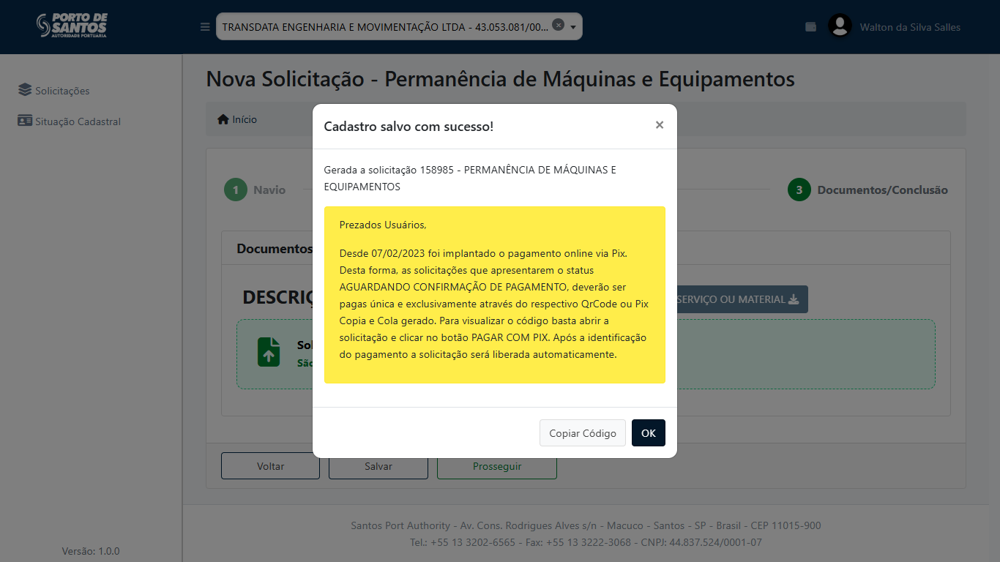 PORTO DE
SANTOS
AUTORIDADE PORTUÁRIA
TRANSDATA ENGENHARIA E MOVIMENTAÇÃO LTDA - 43.053.081/00...
Walton da Silva Salles
Solicitações
Situação Cadastral
Versão: 1.0.0
Nova Solicitação - Permanência de Máquinas e Equipamentos
Início
1 Navio
3 Documentos/Conclusão
Documentos
SERVIÇO OU MATERIAL
Cadastro salvo com sucesso!
×
Gerada a solicitação 158985 - PERMANÊNCIA DE MÁQUINAS E
EQUIPAMENTOS
Prezados Usuários,
Desde 07/02/2023 foi implantado o pagamento online via Pix.
Desta forma, as solicitações que apresentarem o status
AGUARDANDO CONFIRMAÇÃO DE PAGAMENTO, deverão ser
pagas única e exclusivamente através do respectivo QrCode ou Pix
Copia e Cola gerado. Para visualizar o código basta abrir a
solicitação e clicar no botão PAGAR COM PIX. Após a identificação
do pagamento a solicitação será liberada automaticamente.
Copiar Código
OK
Voltar
Salvar
Prosseguir
Santos Port Authority - Av. Cons. Rodrigues Alves s/n - Macuco - Santos - SP - Brasil - CEP 11015-900
Tel.: +55 13 3202-6565 - Fax: +55 13 3222-3068 - CNPJ: 44.837.524/0001-07